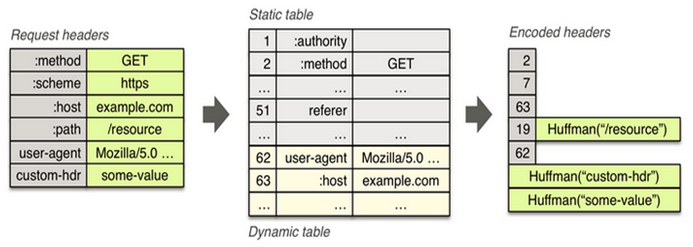 Request headers
:method GET
:scheme https
:host example.com
:path /resource
user-agent Mozilla/5.0 ...
custom-hdr some-value
Static table
1 :authority
2 :method GET
... ... ...
51 referer
... ... ...
62 user-agent Mozilla/5.0 ...
63 :host example.com
... ... ...
Dynamic table
Encoded headers
2
7
63
19 Huffman("/resource")
62
Huffman("custom-hdr")
Huffman("some-value")